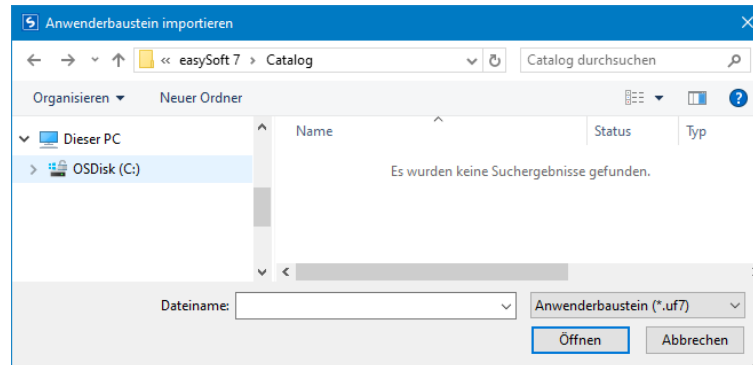 Anwenderbaustein importieren
« easySoft 7 > Catalog
Catalog durchsuchen
Organisieren
Neuer Ordner
Dieser PC
OSDisk (C:)
Name
Status
Typ
Es wurden keine Suchergebnisse gefunden.
Dateiname:
Anwenderbaustein (*.uf7)
Öffnen
Abbrechen